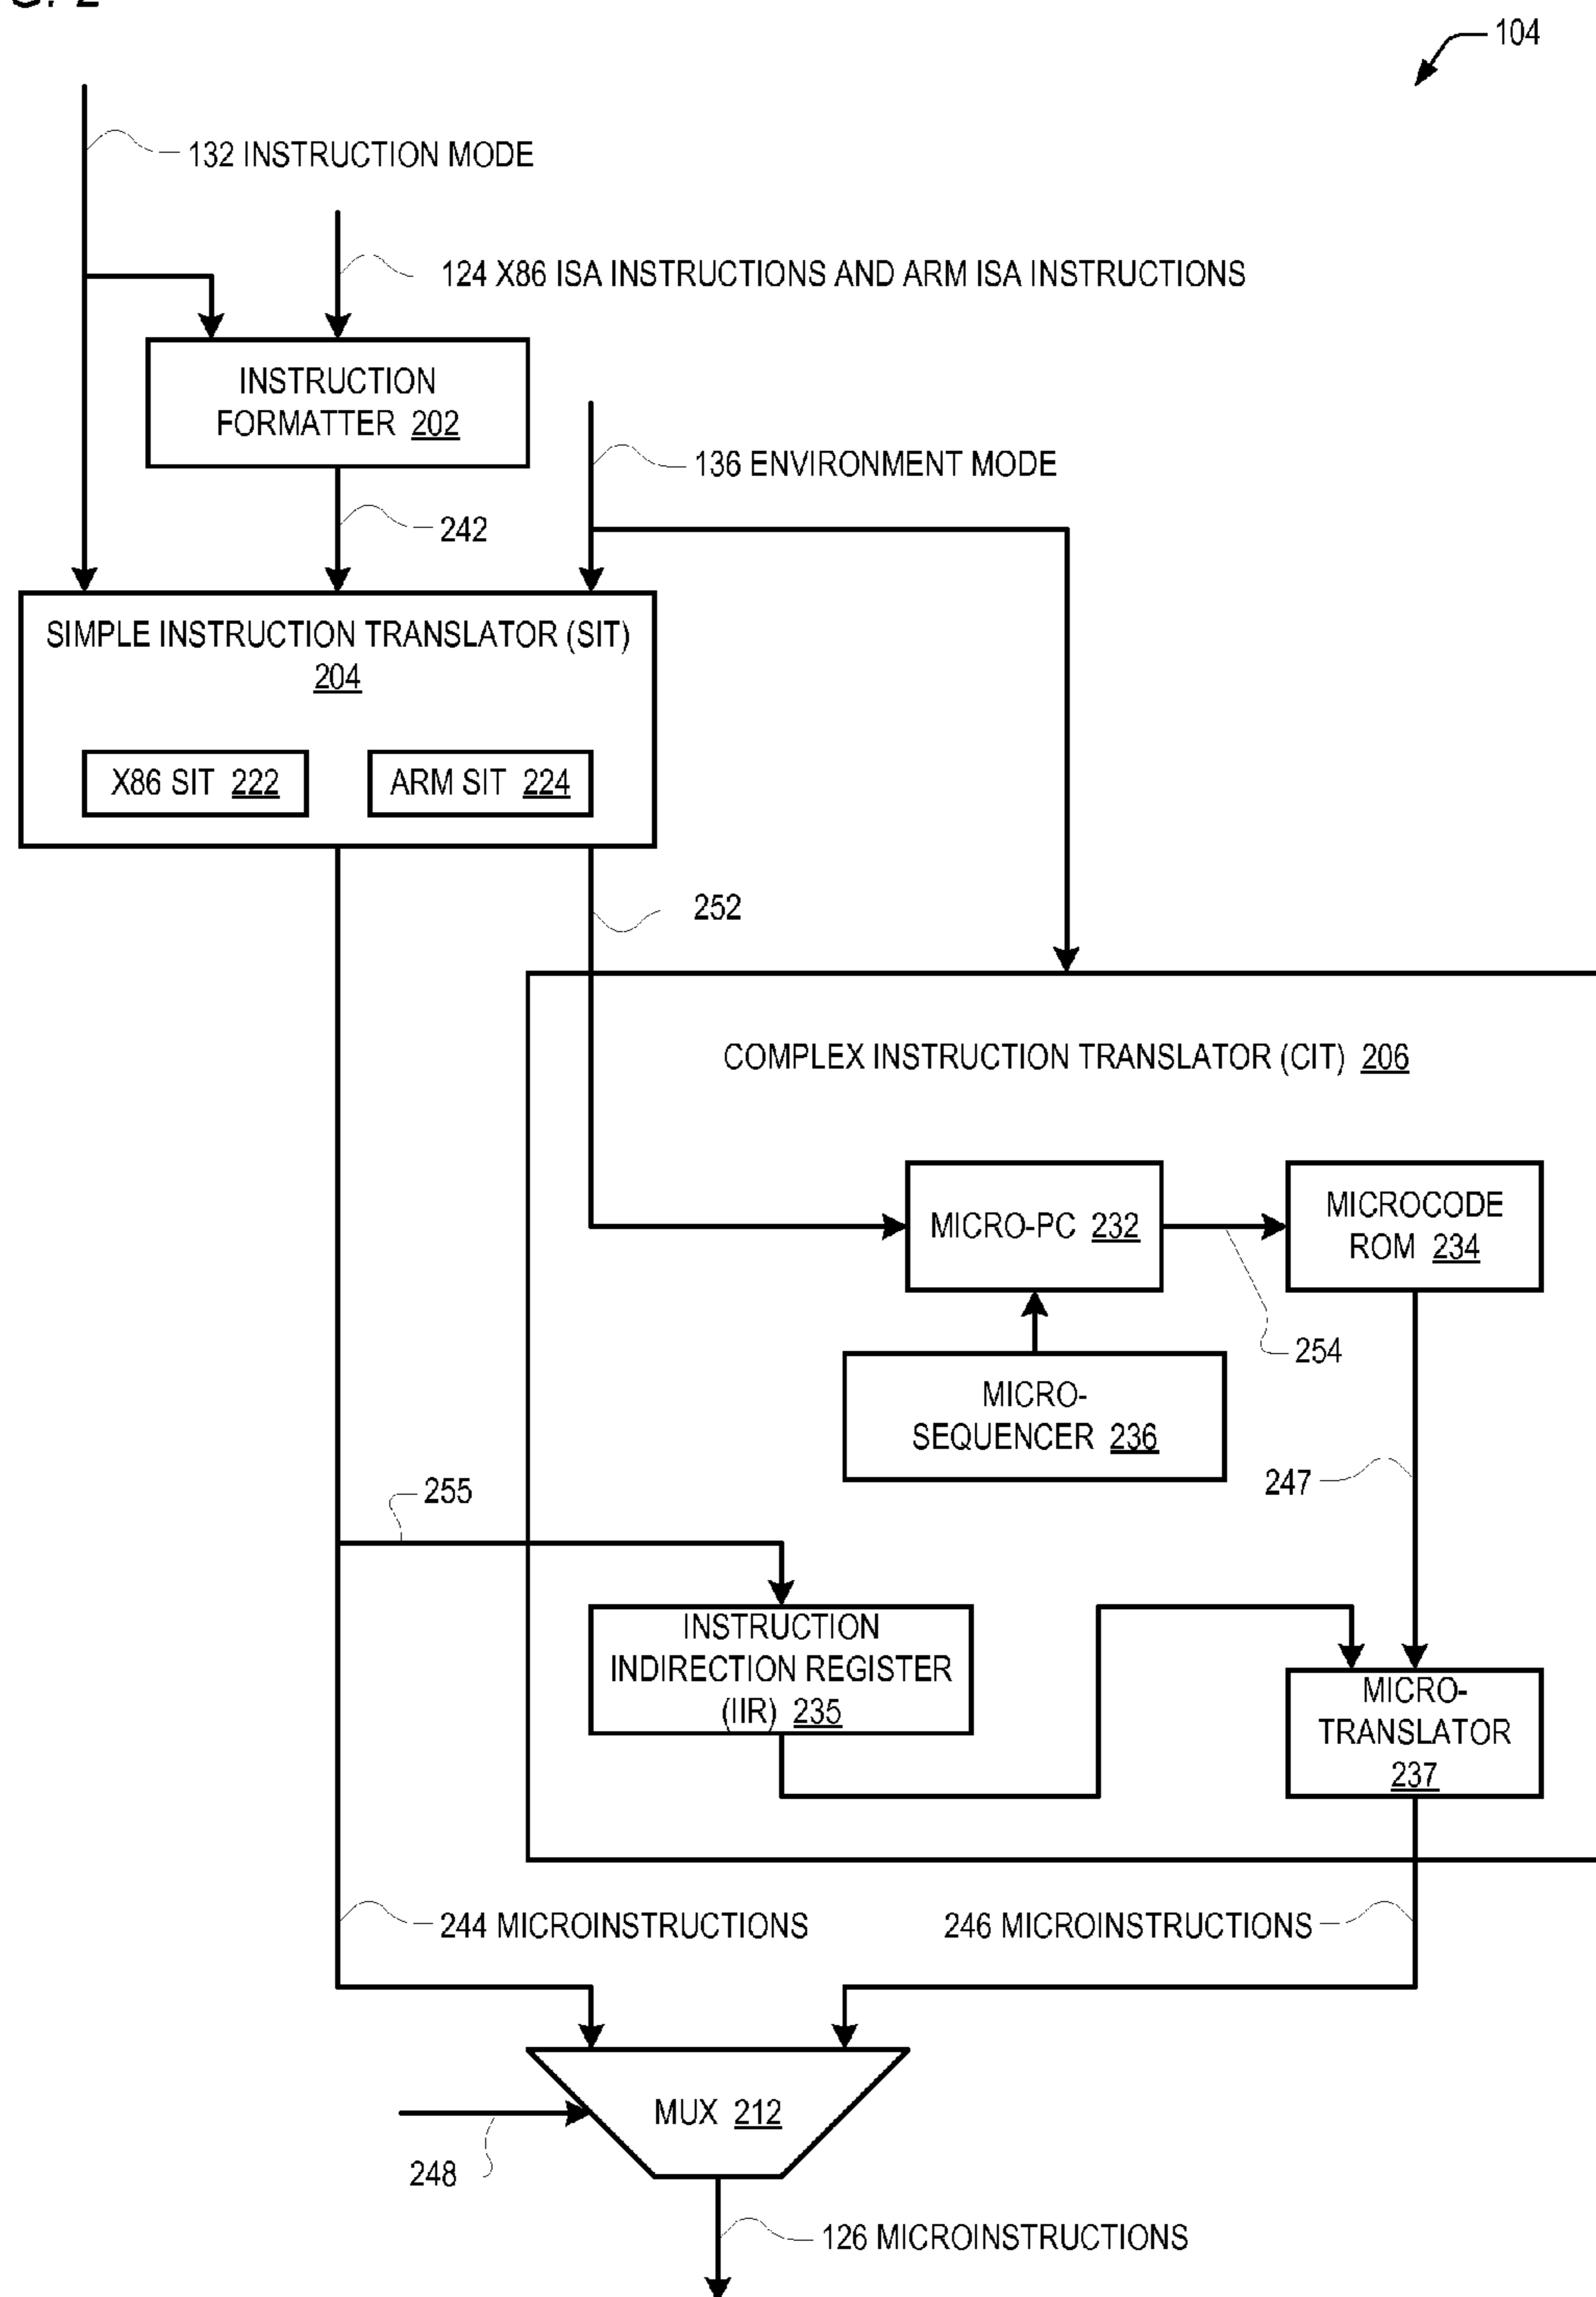 104
132 INSTRUCTION MODE
124 X86 ISA INSTRUCTIONS AND ARM ISA INSTRUCTIONS
INSTRUCTION
FORMATTER 202
136 ENVIRONMENT MODE
242
SIMPLE INSTRUCTION TRANSLATOR (SIT)
204
X86 SIT 222
ARM SIT 224
252
COMPLEX INSTRUCTION TRANSLATOR (CIT) 206
MICRO-PC 232
MICROCODE
ROM 234
254
MICRO-
SEQUENCER 236
247
255
INSTRUCTION
INDIRECTION REGISTER
(IIR) 235
MICRO-
TRANSLATOR
237
244 MICROINSTRUCTIONS
246 MICROINSTRUCTIONS
MUX 212
248
126 MICROINSTRUCTIONS